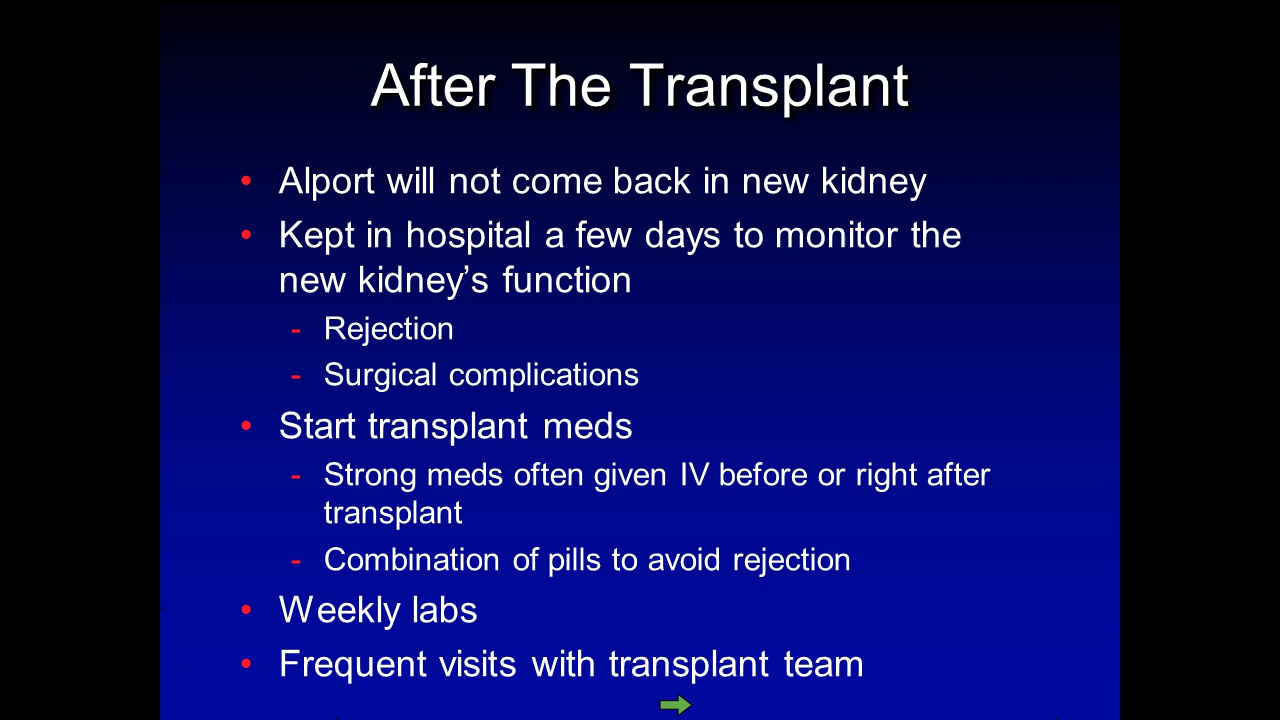 After The Transplant
• Alport will not come back in new kidney
• Kept in hospital a few days to monitor the
new kidney’s function
- Rejection
- Surgical complications
• Start transplant meds
- Strong meds often given IV before or right after
transplant
- Combination of pills to avoid rejection
• Weekly labs
• Frequent visits with transplant team